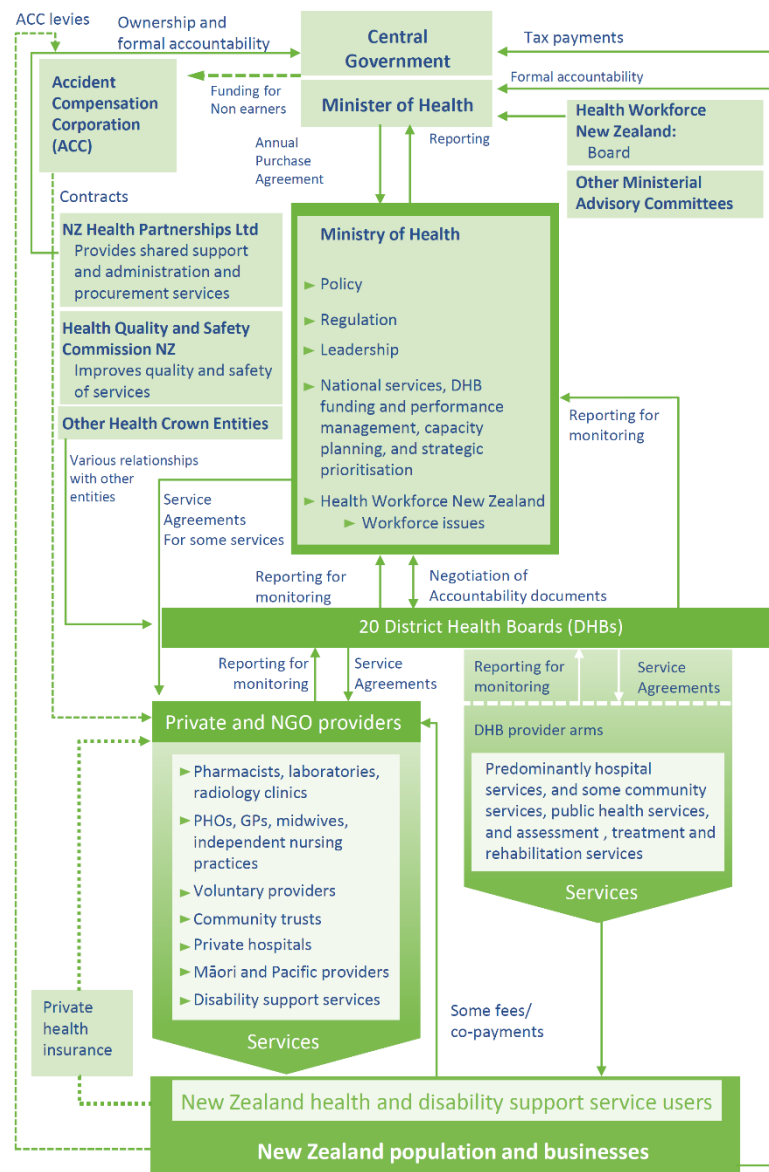 ACC levies
Ownership and
formal accountability
Central
Government
Tax payments
Accident
Compensation
Corporation
(ACC)
Funding for
Non earners
Minister of Health
Formal accountability
Health Workforce
New Zealand:
Board
Annual
Purchase
Agreement
Reporting
Other Ministerial
Advisory Committees
Contracts
NZ Health Partnerships Ltd
Provides shared support
and administration and
procurement services
Health Quality and Safety
Commission NZ
Improves quality and safety
of services
Other Health Crown Entities
Ministry of Health
Policy
Regulation
Leadership
National services, DHB
funding and performance
management, capacity
planning, and strategic
prioritisation
Health Workforce New Zealand
Workforce issues
Reporting for
monitoring
Various relationships
with other
entities
Service
Agreements
For some services
Reporting for
monitoring
Negotiation of
Accountability documents
20 District Health Boards (DHBs)
Reporting for
monitoring
Service
Agreements
Reporting for
monitoring
Service
Agreements
Private and NGO providers
Pharmacists, laboratories,
radiology clinics
PHOs, GPs, midwives,
independent nursing
practices
Voluntary providers
Community trusts
Private hospitals
Māori and Pacific providers
Disability support services
Services
DHB provider arms
Predominantly hospital
services, and some community
services, public health services,
and assessment , treatment and
rehabilitation services
Services
Private
health
insurance
Some fees/
co-payments
New Zealand health and disability support service users
New Zealand population and businesses